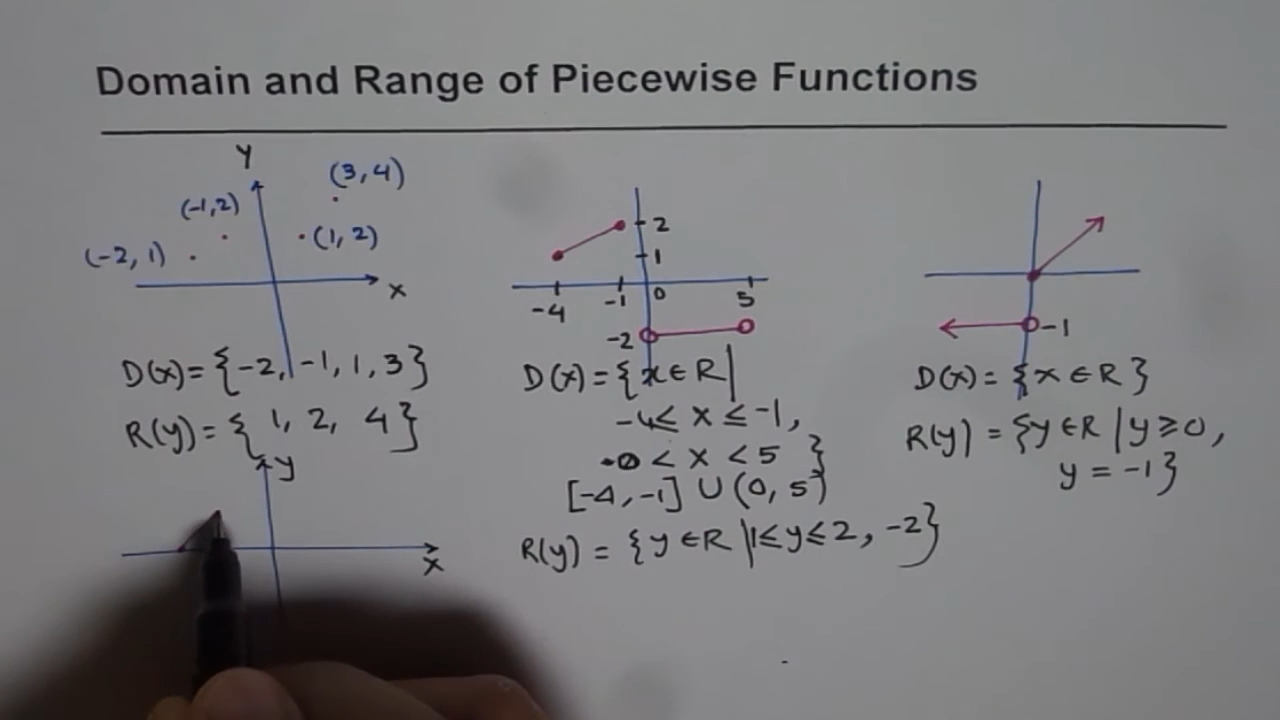 Domain and Range of Piecewise Functions
Y
(3,4)
(-1,2)
(1,2)
(-2,1)
x
D(x)={-2,-1,1,3}
R(y)={1,2,4}
2
1
-4
-1
0
5
-2
D(x)={x∈R|
-4≤x≤-1,
0<x<5}
[-4,-1]∪(0,5)
R(y)={y∈R|1≤y≤2,-2}
-1
D(x)={x∈R}
R(y)={y∈R|y≥0,
y=-1}
y
x